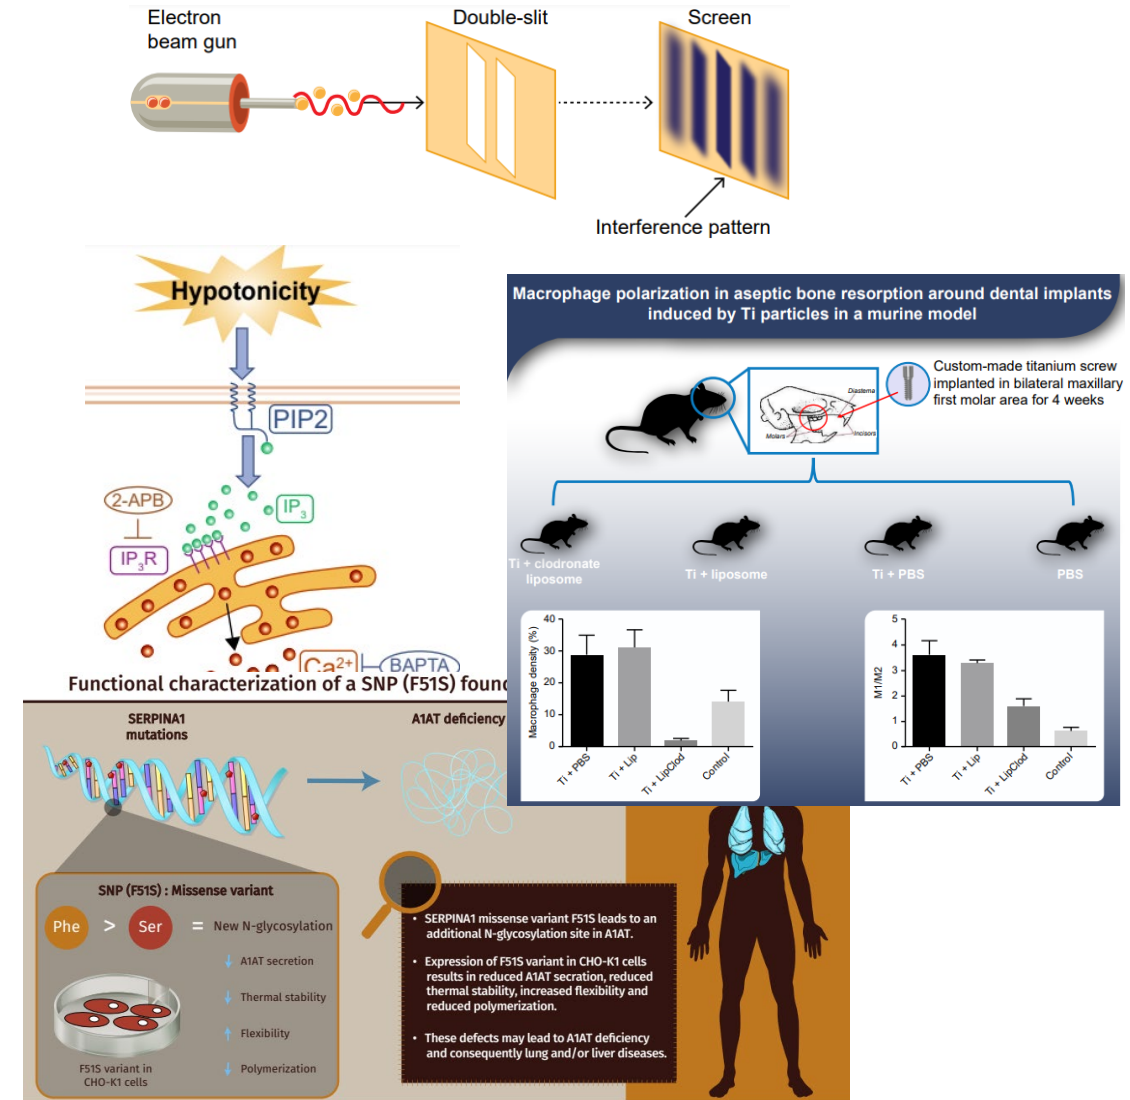 Electron
beam gun
Double-slit
Screen
Interference pattern
Hypotonicity
PIP2
2-APB
IP3
IP3R
Ca2+
BAPTA
Macrophage polarization in aseptic bone resorption around dental implants
induced by Ti particles in a murine model
Custom-made titanium screw
implanted in bilateral maxillary
first molar area for 4 weeks
Diastema
Molars
Incisors
Ti + clodronate
liposome
Ti + liposome
Ti + PBS
PBS
Macrophage density (%)
40
30
20
10
0
Ti + PBS
Ti + Lip
Ti + LipClod
Control
M1/M2
5
4
3
2
1
0
Ti + PBS
Ti + Lip
Ti + LipClod
Control
Functional characterization of a SNP (F51S) found
SERPINA1
mutations
A1AT deficiency
SNP (F51S) : Missense variant
Phe > Ser = New N-glycosylation
A1AT secretion
Thermal stability
Flexibility
Polymerization
F51S variant in
CHO-K1 cells
• SERPINA1 missense variant F51S leads to an
additional N-glycosylation site in A1AT.
• Expression of F51S variant in CHO-K1 cells
results in reduced A1AT secration, reduced
thermal stability, increased flexibility and
reduced polymerization.
• These defects may lead to A1AT deficiency
and consequently lung and/or liver diseases.